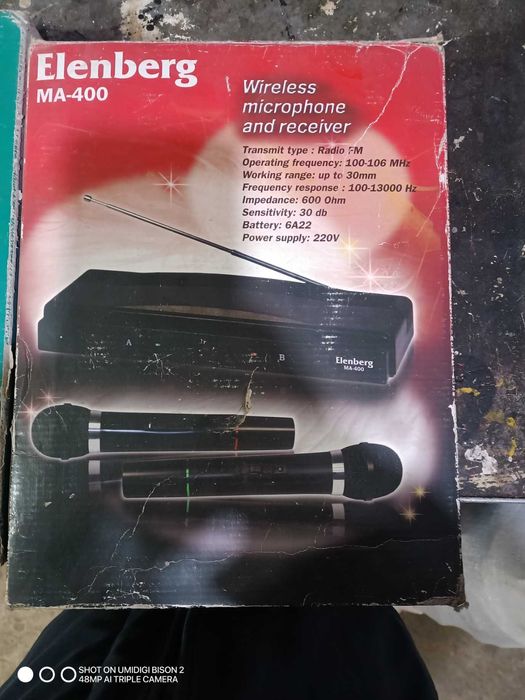 Elenberg
MA-400
Wireless
microphone
and receiver
Transmit type : Radio FM
Operating frequency: 100-106 MHz
Working range: up to 30mm
Frequency response : 100-13000 Hz
Impedance: 600 Ohm
Sensitivity: 30 db
Battery: 6A22
Power supply: 220V
A
B
Elenberg
MA-400
SHOT ON UMIDIGI BISON 2
48MP AI TRIPLE CAMERA